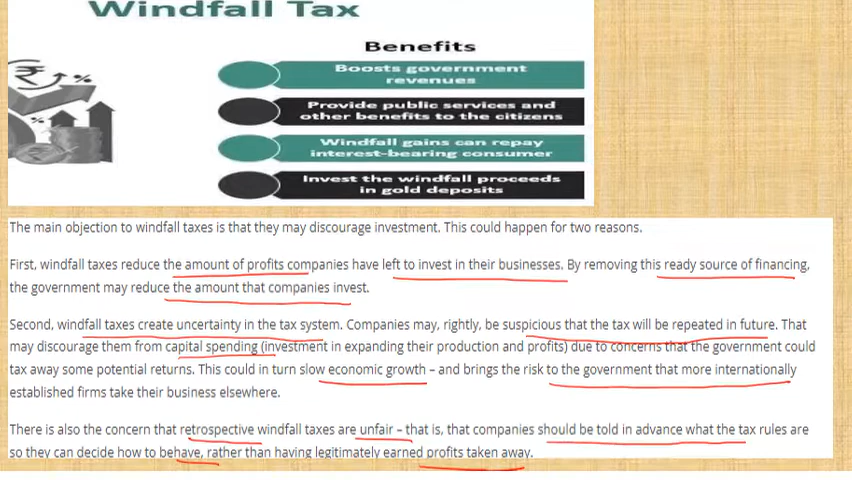 Windfall Tax
Benefits
Boosts government
revenues
Provide public services and
other benefits to the citizens
Windfall gains can repay
interest-bearing consumer
Invest the windfall proceeds
in gold deposits
₹
%
%
The main objection to windfall taxes is that they may discourage investment. This could happen for two reasons.
First, windfall taxes reduce the amount of profits companies have left to invest in their businesses. By removing this ready source of financing,
the government may reduce the amount that companies invest.
Second, windfall taxes create uncertainty in the tax system. Companies may, rightly, be suspicious that the tax will be repeated in future. That
may discourage them from capital spending (investment in expanding their production and profits) due to concerns that the government could
tax away some potential returns. This could in turn slow economic growth – and brings the risk to the government that more internationally
established firms take their business elsewhere.
There is also the concern that retrospective windfall taxes are unfair – that is, that companies should be told in advance what the tax rules are
so they can decide how to behave, rather than having legitimately earned profits taken away.